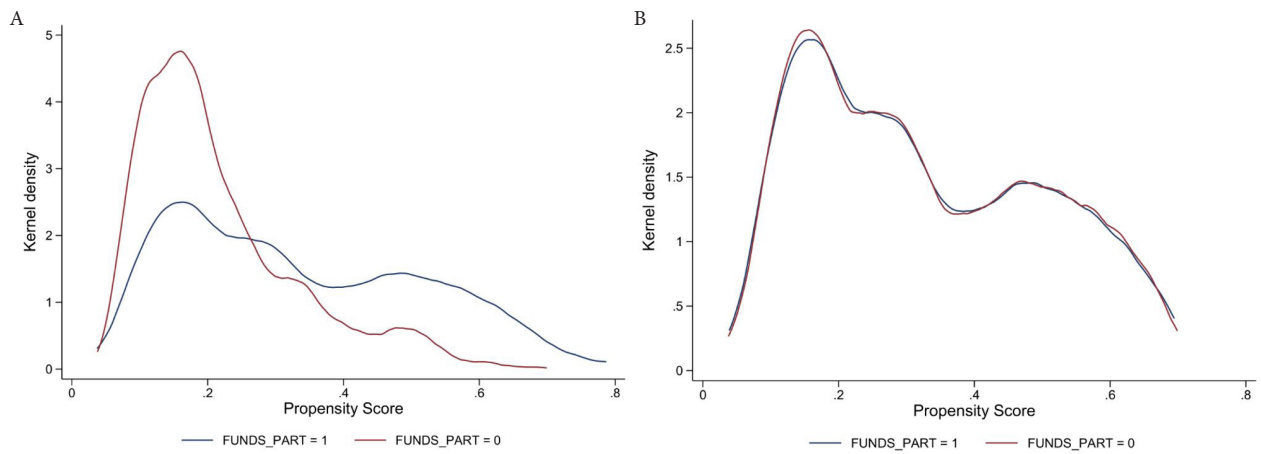 A
5
4
3
2
1
0
Kernel density
0 .2 .4 .6 .8
Propensity Score
FUNDS_PART = 1 FUNDS_PART = 0
B
2.5
2
1.5
1
.5
0
Kernel density
0 .2 .4 .6 .8
Propensity Score
FUNDS_PART = 1 FUNDS_PART = 0